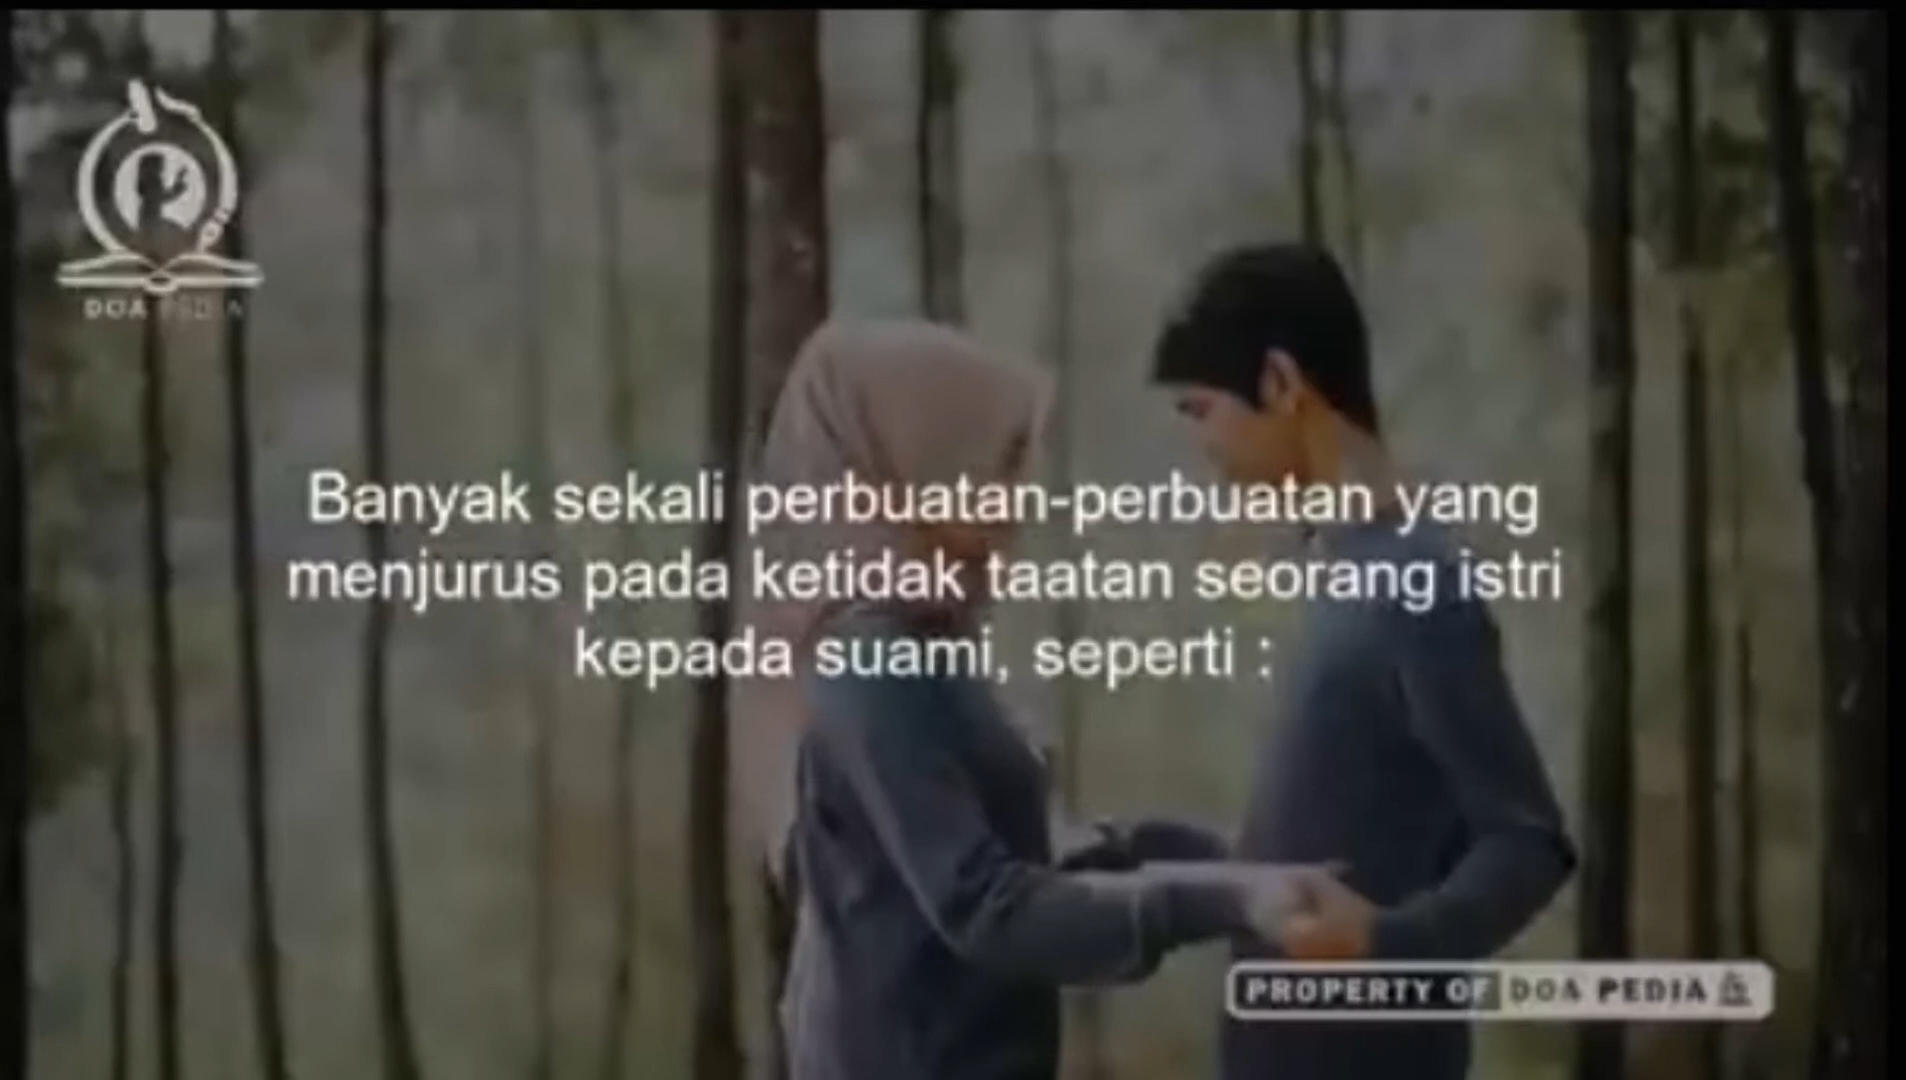 DOA PEDIA
Banyak sekali perbuatan-perbuatan yang
menjurus pada ketidak taatan seorang istri
kepada suami, seperti :
PROPERTY OF DOA PEDIA